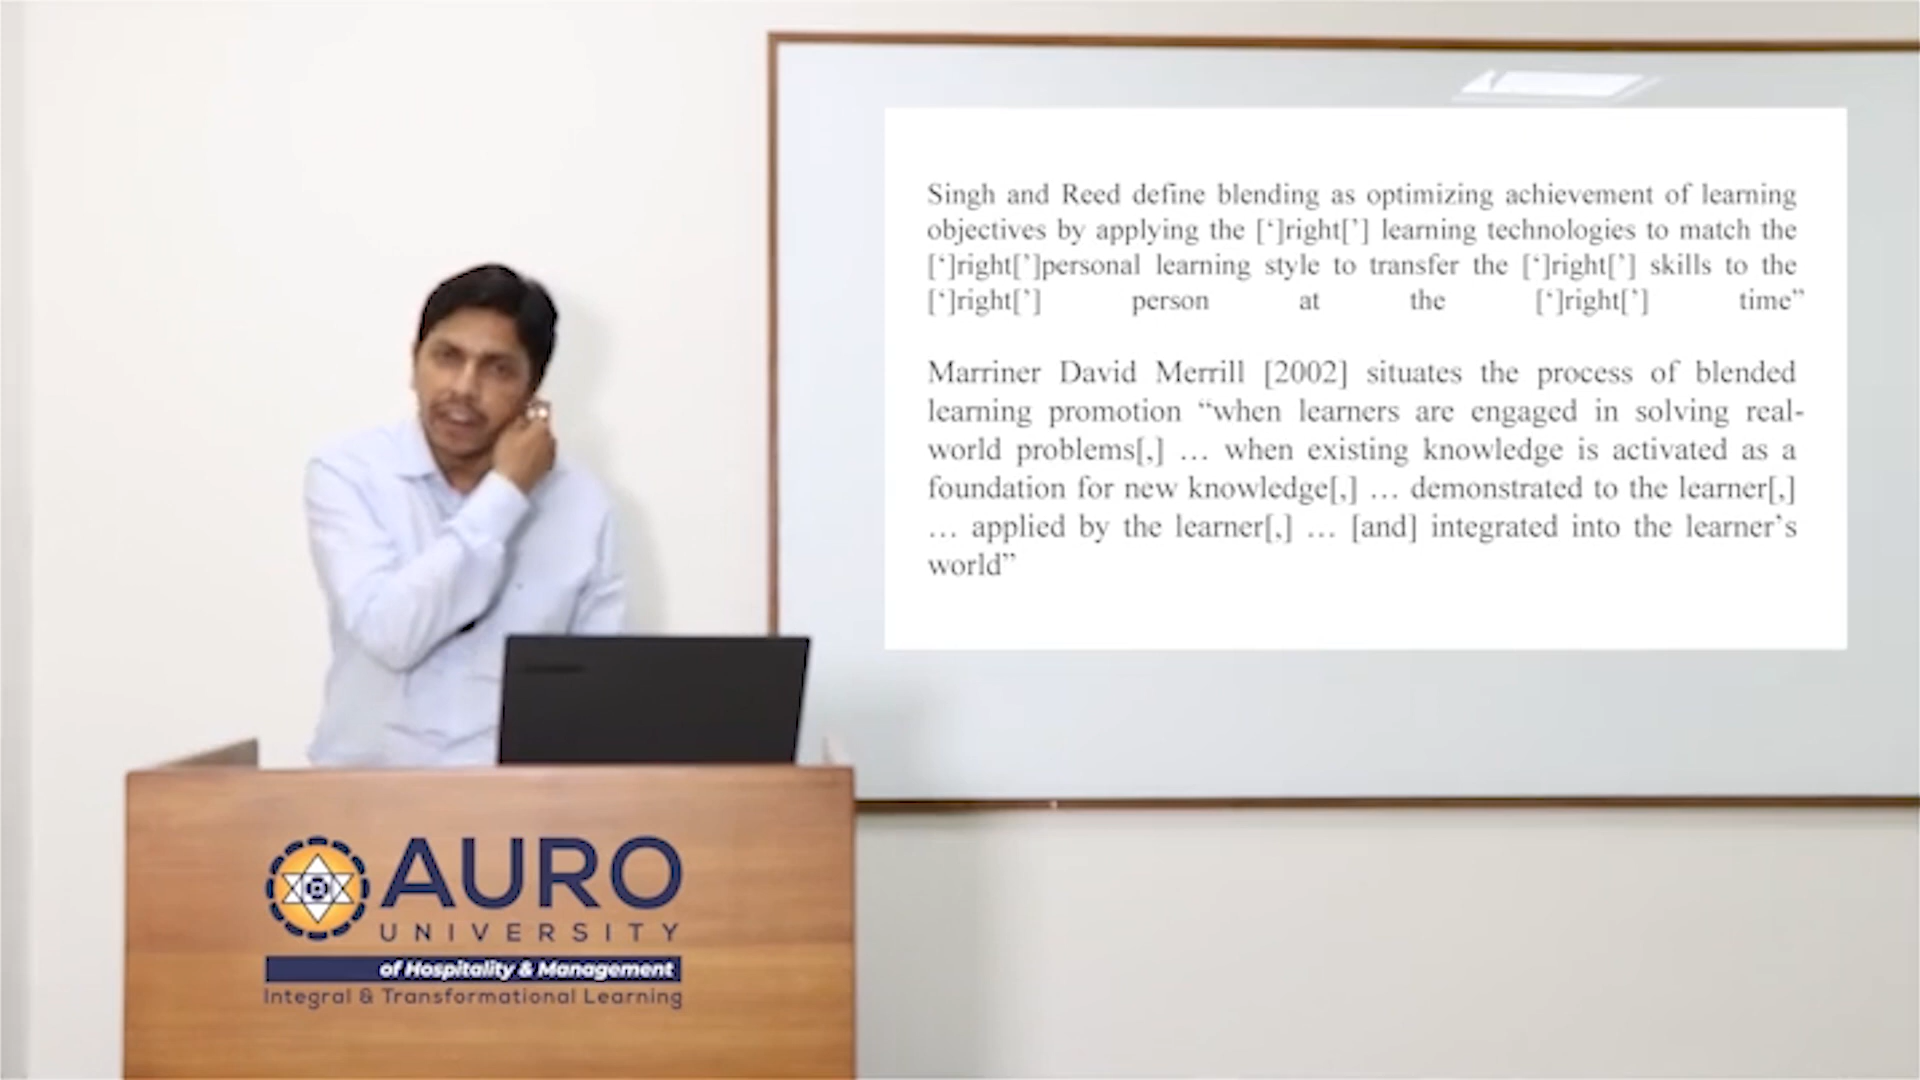 Singh and Reed define blending as optimizing achievement of learning
objectives by applying the [‘]right[’] learning technologies to match the
[‘]right[’]personal learning style to transfer the [‘]right[’] skills to the
[‘]right[’] person at the [‘]right[’] time”
Marriner David Merrill [2002] situates the process of blended
learning promotion “when learners are engaged in solving real-
world problems[,] … when existing knowledge is activated as a
foundation for new knowledge[,] … demonstrated to the learner[,]
… applied by the learner[,] … [and] integrated into the learner’s
world”
AURO
UNIVERSITY
of Hospitality & Management
Integral & Transformational Learning